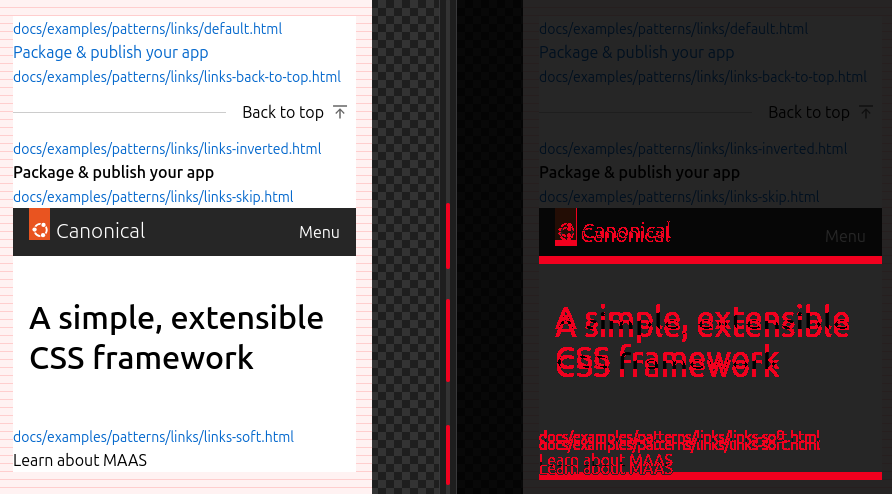 docs/examples/patterns/links/default.html
Package & publish your app
docs/examples/patterns/links/links-back-to-top.html
Back to top
docs/examples/patterns/links/links-inverted.html
Package & publish your app
docs/examples/patterns/links/links-skip.html
Canonical Menu
A simple, extensible
CSS framework
docs/examples/patterns/links/links-soft.html
Learn about MAAS
docs/examples/patterns/links/default.html
Package & publish your app
docs/examples/patterns/links/links-back-to-top.html
Back to top
docs/examples/patterns/links/links-inverted.html
Package & publish your app
docs/examples/patterns/links/links-skip.html
Canonical Menu
A simple, extensible
CSS framework
docs/examples/patterns/links/links-soft.html
Learn about MAAS